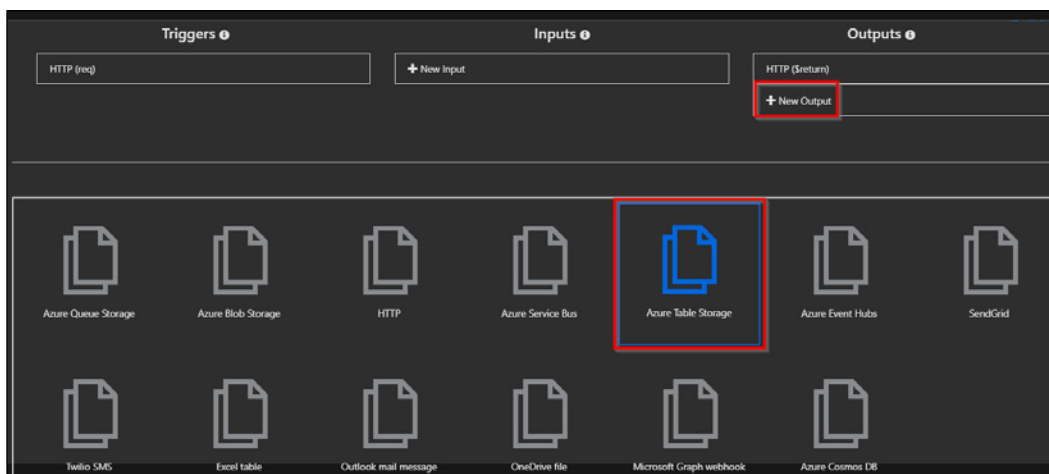 Triggers
Inputs
Outputs
HTTP (req)
+ New Input
HTTP ($return)
+ New Output
Azure Queue Storage
Azure Blob Storage
HTTP
Azure Service Bus
Azure Table Storage
Azure Event Hubs
SendGrid
Twilio SMS
Excel table
Outlook mail message
OneDrive file
Microsoft Graph webhook
Azure Cosmos DB